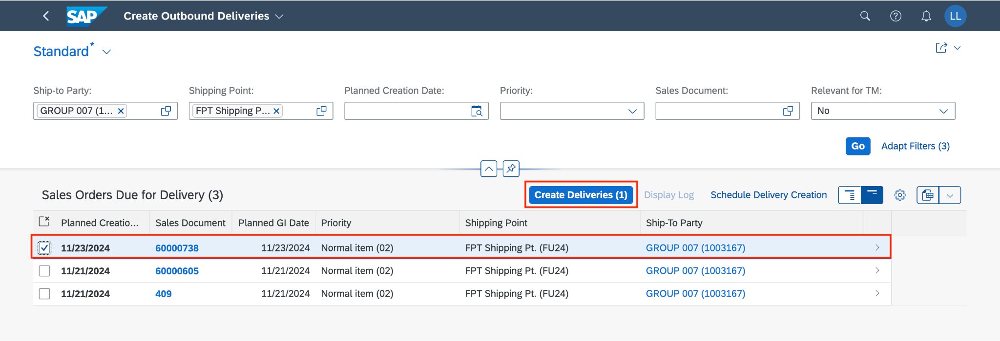 SAP Create Outbound Deliveries LL
Standard*
Ship-to Party: Shipping Point: Planned Creation Date: Priority: Sales Document: Relevant for TM:
GROUP 007 (1... FPT Shipping P... No
Go Adapt Filters (3)
Sales Orders Due for Delivery (3) Create Deliveries (1) Display Log Schedule Delivery Creation
Planned Creatio... Sales Document Planned GI Date Priority Shipping Point Ship-To Party
11/23/2024 60000738 11/23/2024 Normal item (02) FPT Shipping Pt. (FU24) GROUP 007 (1003167)
11/21/2024 60000605 11/21/2024 Normal item (02) FPT Shipping Pt. (FU24) GROUP 007 (1003167)
11/21/2024 409 11/21/2024 Normal item (02) FPT Shipping Pt. (FU24) GROUP 007 (1003167)